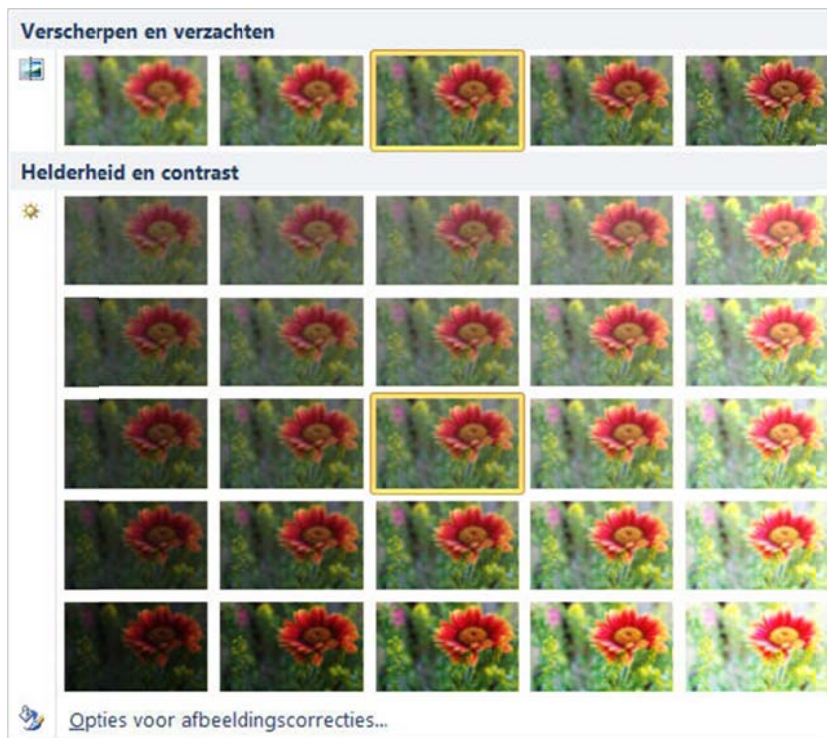 Verscherpen en verzachten
Helderheid en contrast
Opties voor afbeeldingscorrecties...